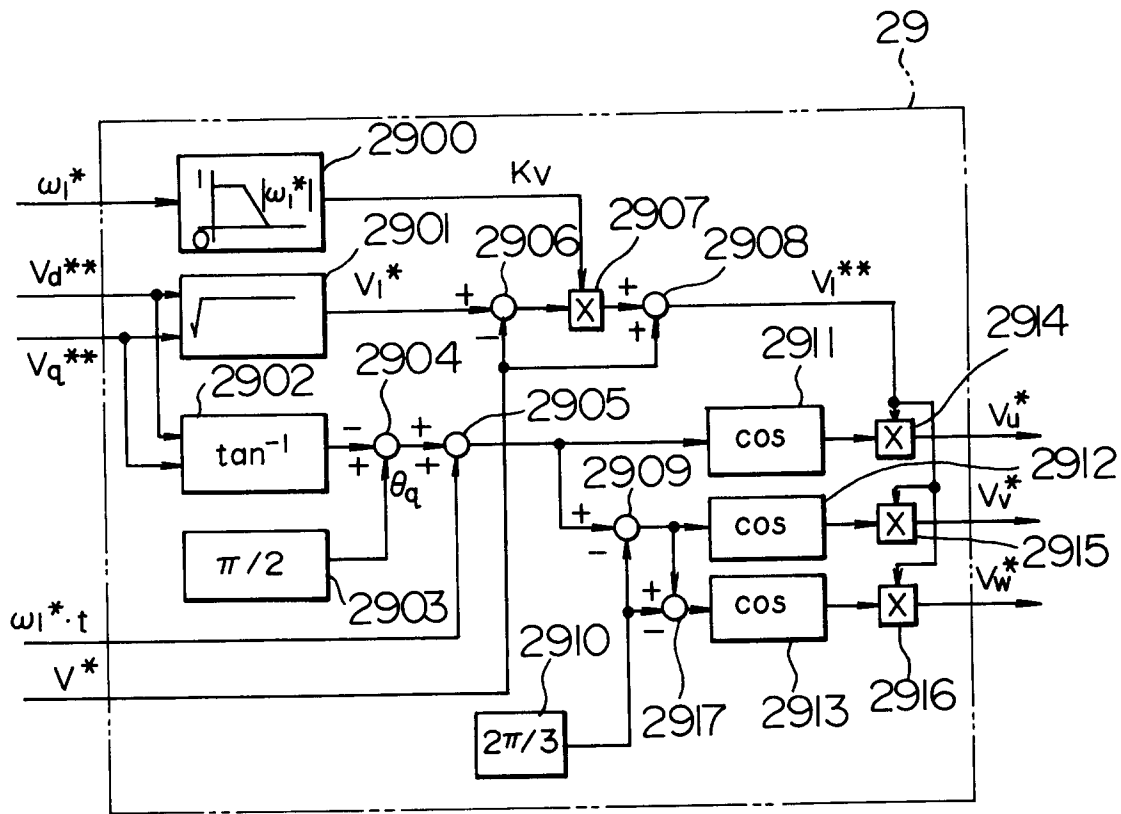 29
2900
ω1*
1
|ω1*|
0
Kv
2907
2901
2906
2908
Vd**
V1*
V1**
+
+
X
√
-
+
2914
Vq**
2911
2902
2904
2905
Vu*
-
+
cos
X
tan⁻¹
+
+
2912
θq
2909
Vv*
+
cos
X
-
π/2
2915
2903
Vw*
+
cos
X
ω1*·t
-
2910
V*
2916
2917
2913
2π/3